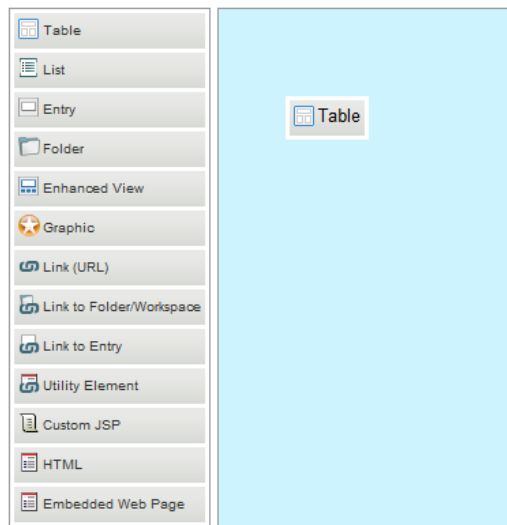 Table
List
Entry
Folder
Enhanced View
Graphic
Link (URL)
Link to Folder/Workspace
Link to Entry
Utility Element
Custom JSP
HTML
Embedded Web Page
Table